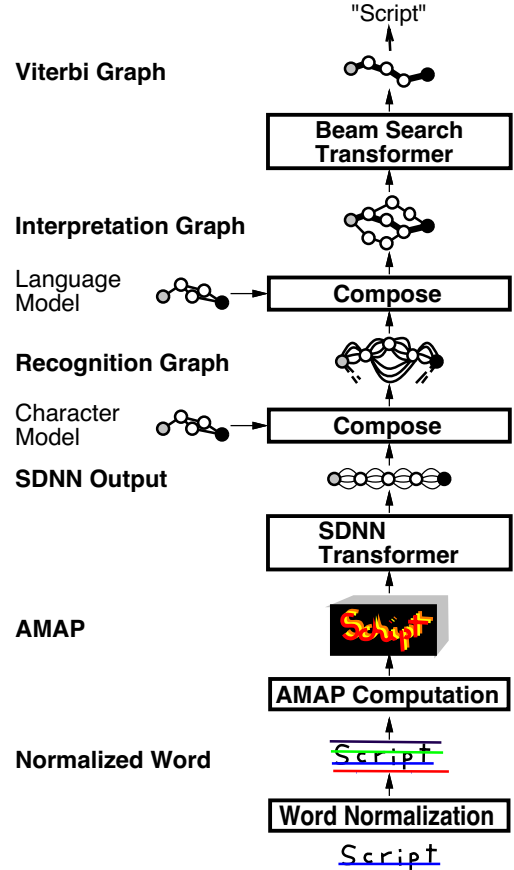 "Script"
Viterbi Graph
Beam Search
Transformer
Interpretation Graph
Language
Model
Compose
Recognition Graph
Character
Model
Compose
SDNN Output
SDNN
Transformer
AMAP
Script
AMAP Computation
Normalized Word
Script
Word Normalization
Script